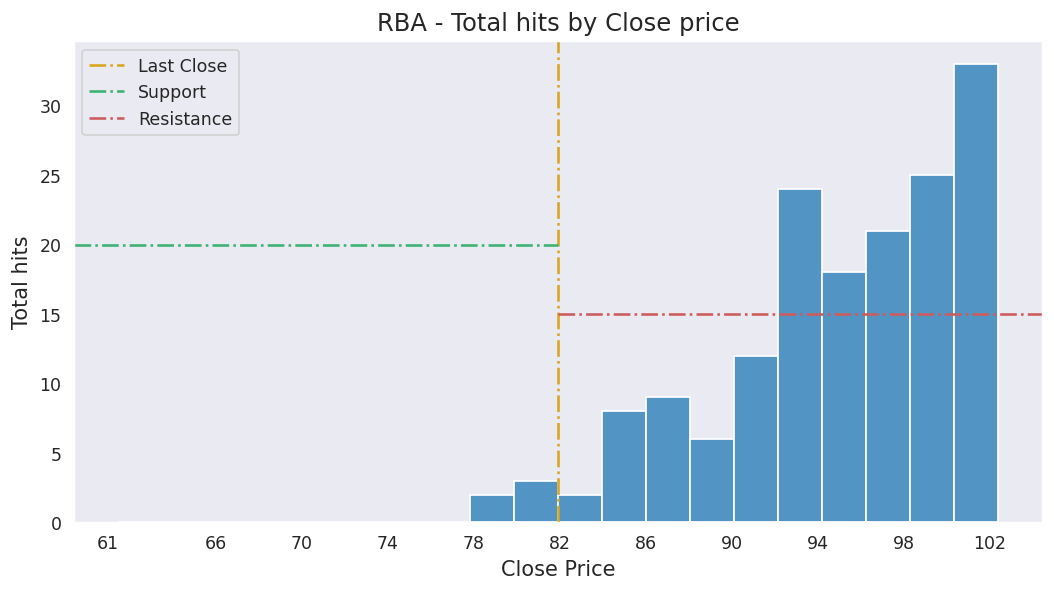 RBA - Total hits by Close price
Last Close
Support
Resistance
Total hits
30
25
20
15
10
5
0
61 66 70 74 78 82 86 90 94 98 102
Close Price